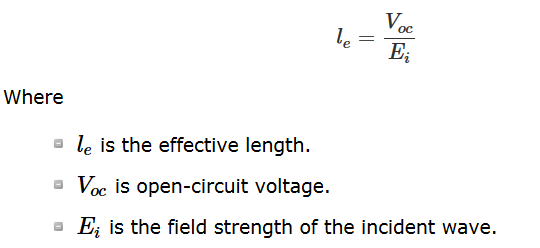 l_e = V_oc / E_i
Where
l_e is the effective length.
V_oc is open-circuit voltage.
E_i is the field strength of the incident wave.